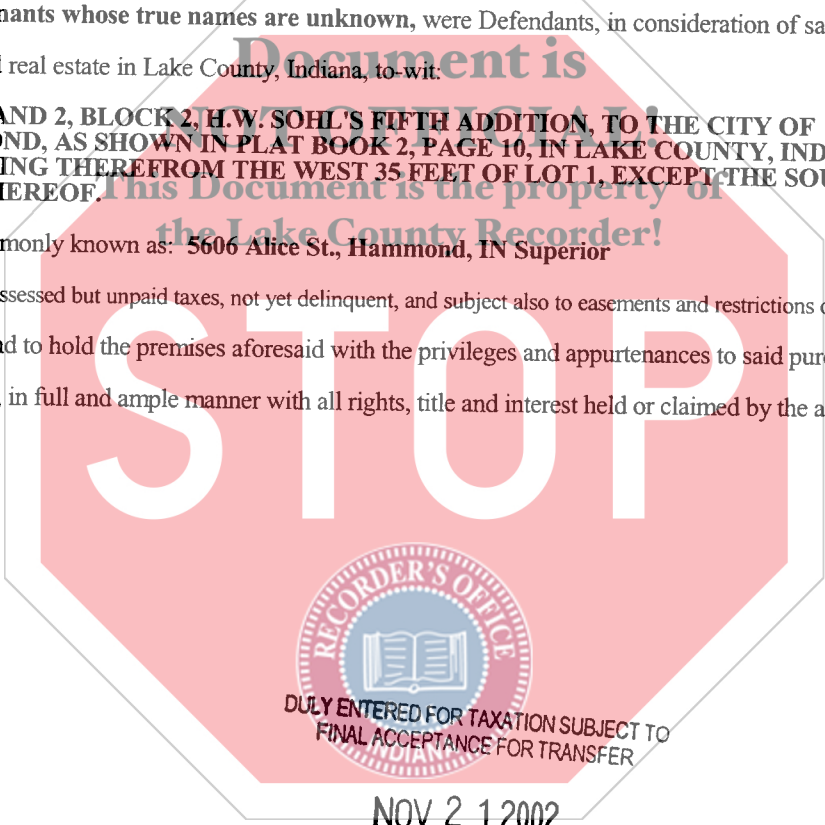 nants whose true names are unknown, were Defendants, in consideration of sa
Document is
l real estate in Lake County, Indiana, to-wit:
NOT OFFICIAL!
AND 2, BLOCK 2, H.W. SOHL'S FIFTH ADDITION, TO THE CITY OF
OND, AS SHOWN IN PLAT BOOK 2, PAGE 10, IN LAKE COUNTY, IND
ING THEREFROM THE WEST 35 FEET OF LOT 1, EXCEPT THE SOU
HEREOF.
This Document is the property of
the Lake County Recorder!
monly known as: 5606 Alice St., Hammond, IN Superior
ssessed but unpaid taxes, not yet delinquent, and subject also to easements and restrictions o
nd to hold the premises aforesaid with the privileges and appurtenances to said pur
, in full and ample manner with all rights, title and interest held or claimed by the a
STOP
RECORDER'S OFFICE
DULY ENTERED FOR TAXATION SUBJECT TO
FINAL ACCEPTANCE FOR TRANSFER
INDIANA
NOV 2 1 2002